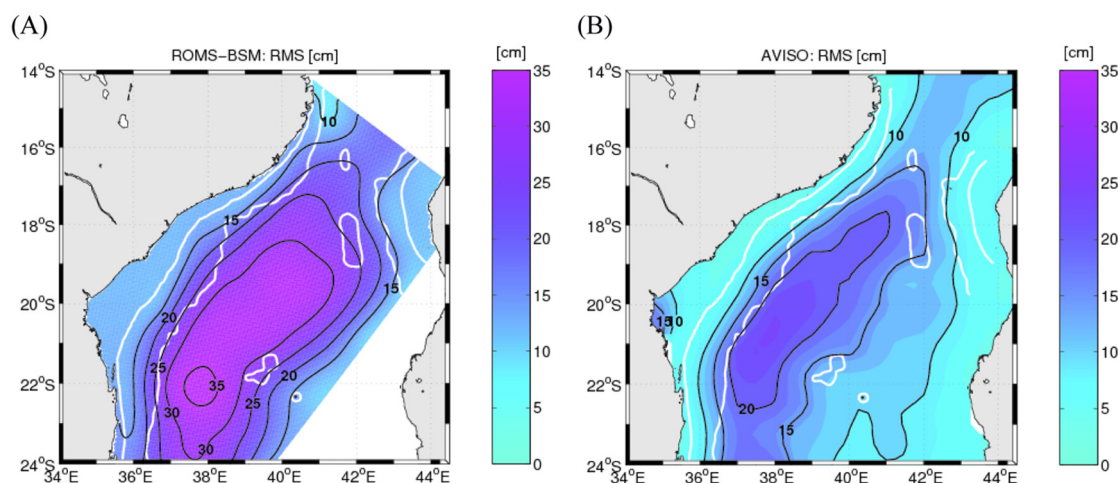 (A)
(B)
ROMS-BSM: RMS [cm]
[cm]
AVISO: RMS [cm]
[cm]
14°S
16°S
18°S
20°S
22°S
24°S
34°E
36°E
38°E
40°E
42°E
44°E
10
15
20
15
25
35
20
25
30
30
35
30
25
20
15
10
5
0
14°S
16°S
18°S
20°S
22°S
24°S
34°E
36°E
38°E
40°E
42°E
44°E
10
10
15
15
10
20
15
35
30
25
20
15
10
5
0